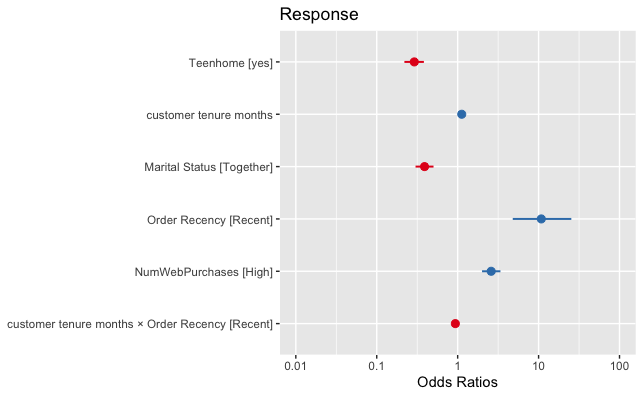 Response
Teenhome [yes]
customer tenure months
Marital Status [Together]
Order Recency [Recent]
NumWebPurchases [High]
customer tenure months × Order Recency [Recent]
0.01 0.1 1 10 100
Odds Ratios